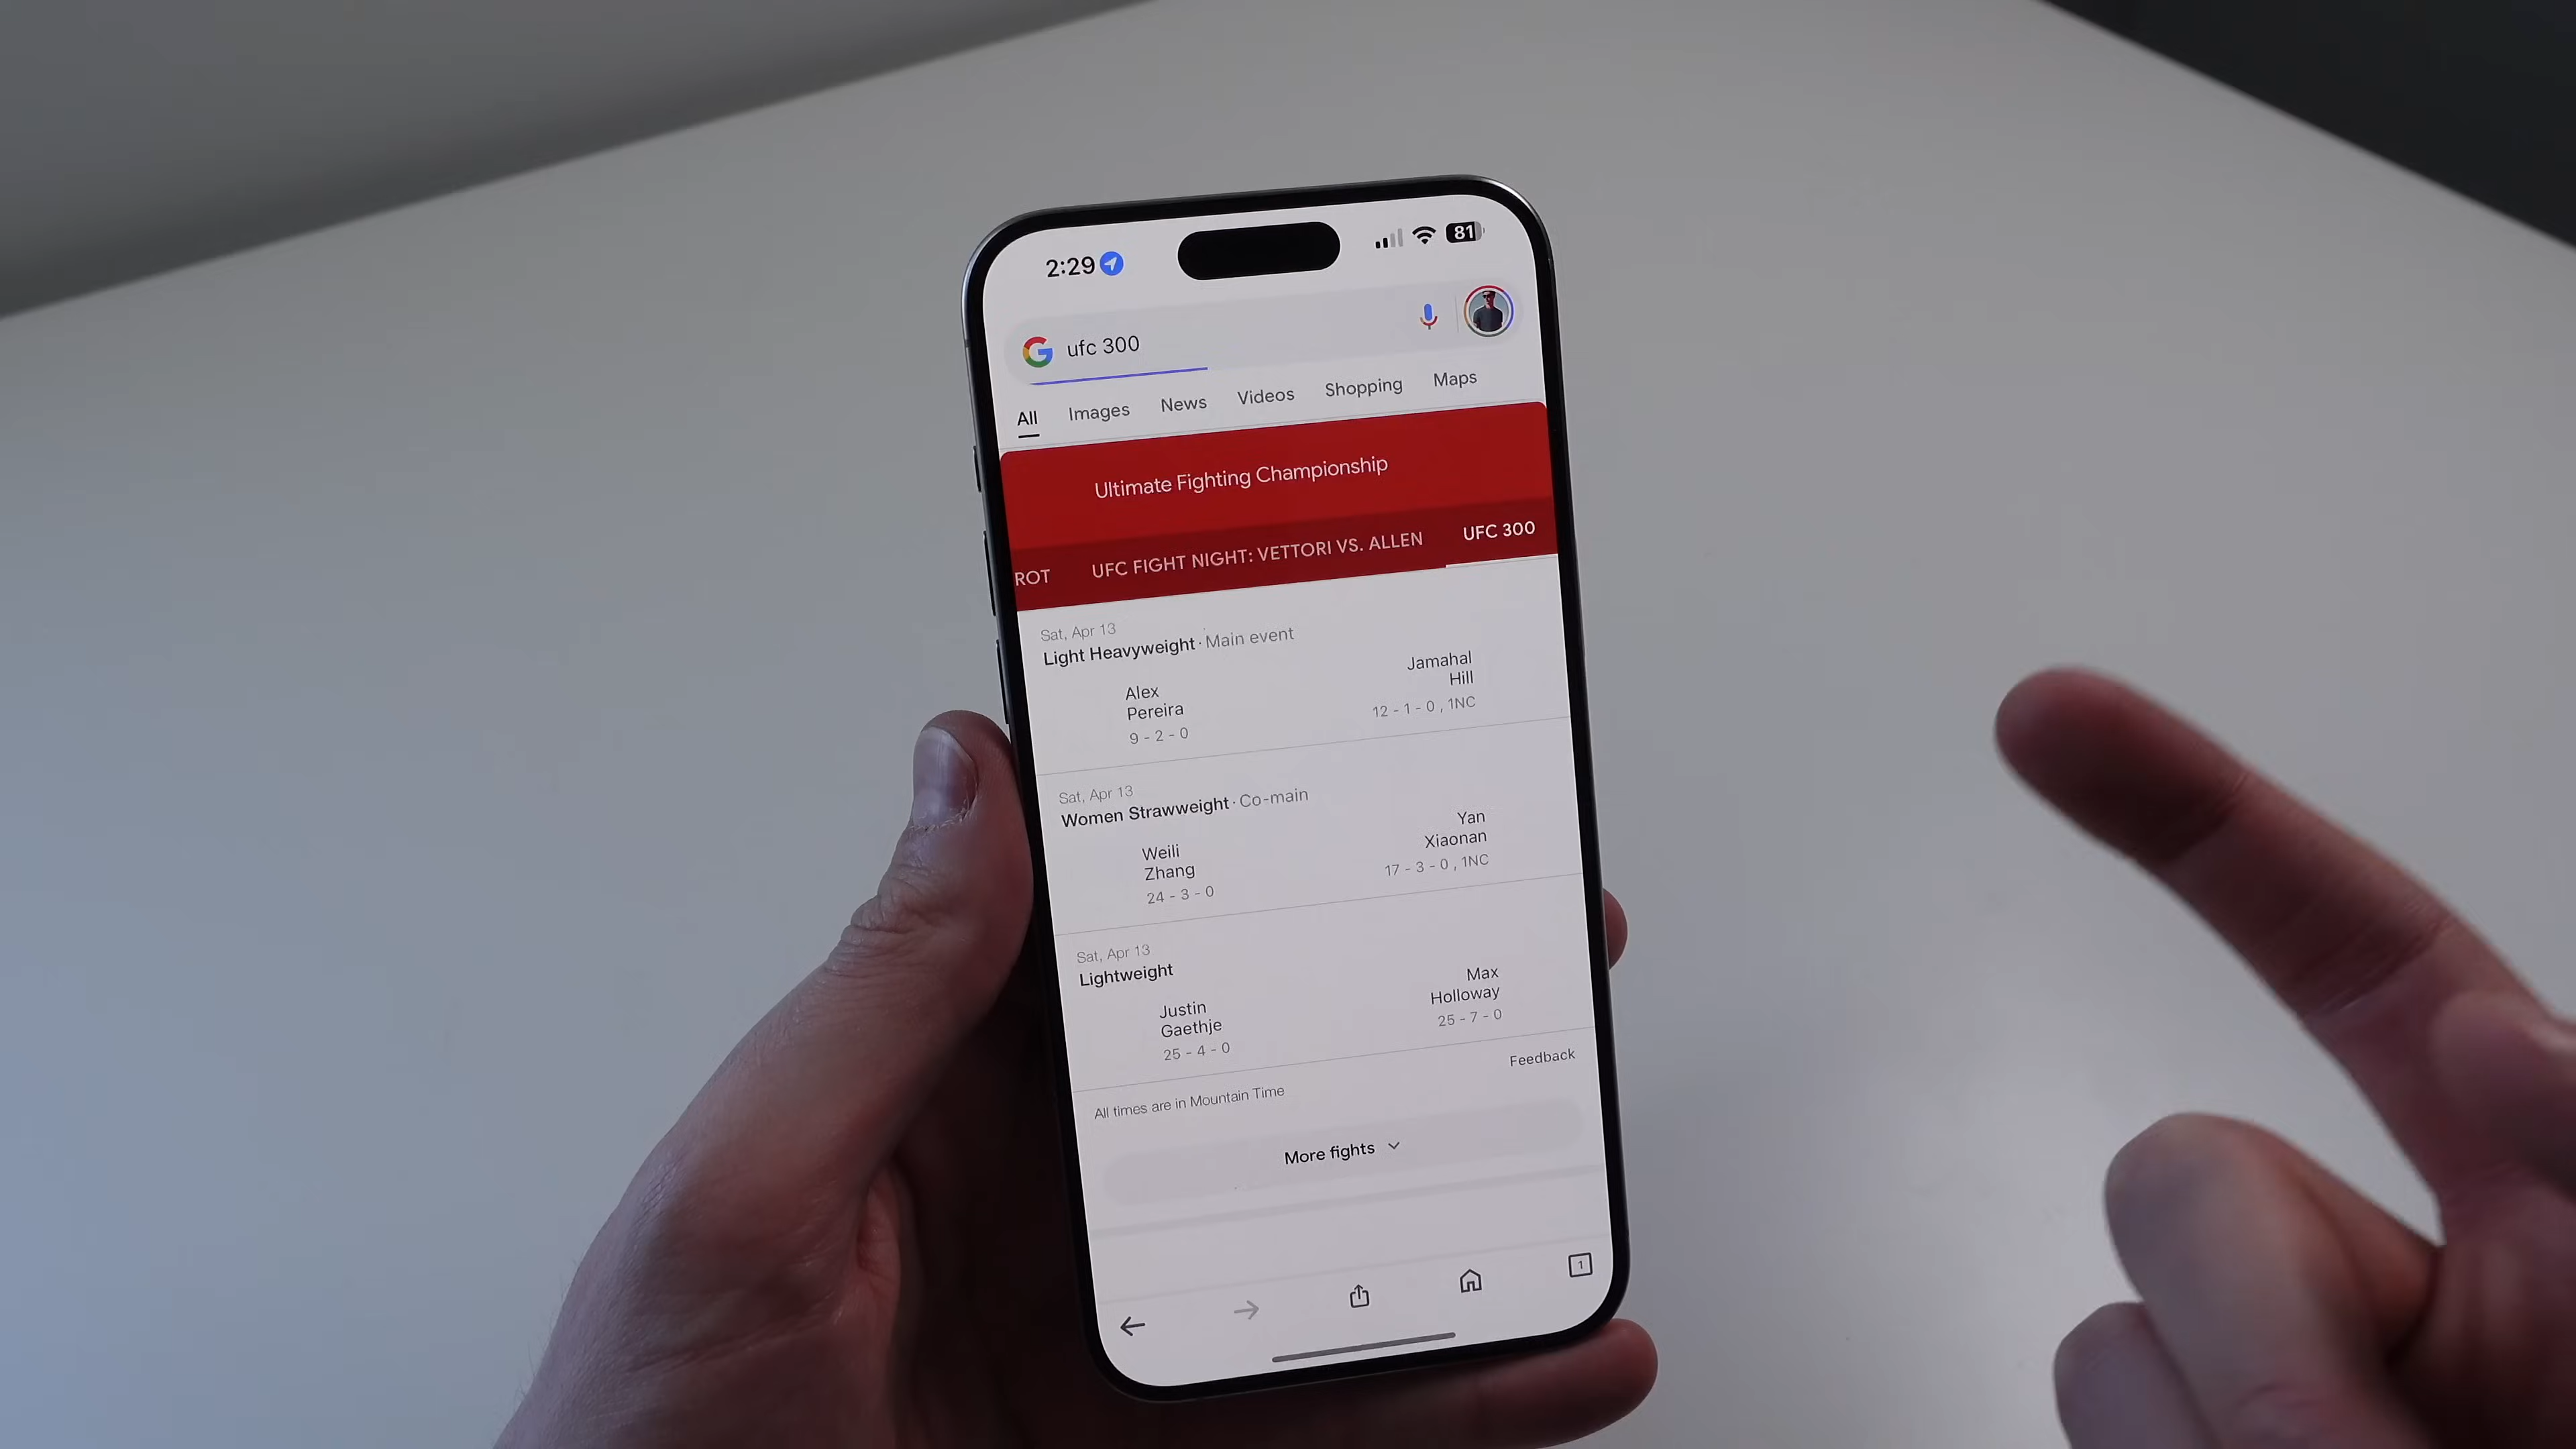 2:29
81
ufc 300
All Images News Videos Shopping Maps
Ultimate Fighting Championship
ROT UFC FIGHT NIGHT: VETTORI VS. ALLEN UFC 300
Sat, Apr 13
Light Heavyweight · Main event
Alex
Pereira
9 - 2 - 0
Jamahal
Hill
12 - 1 - 0 , 1NC
Sat, Apr 13
Women Strawweight · Co-main
Weili
Zhang
24 - 3 - 0
Yan
Xiaonan
17 - 3 - 0 , 1NC
Sat, Apr 13
Lightweight
Justin
Gaethje
25 - 4 - 0
Max
Holloway
25 - 7 - 0
Feedback
All times are in Mountain Time
More fights
1